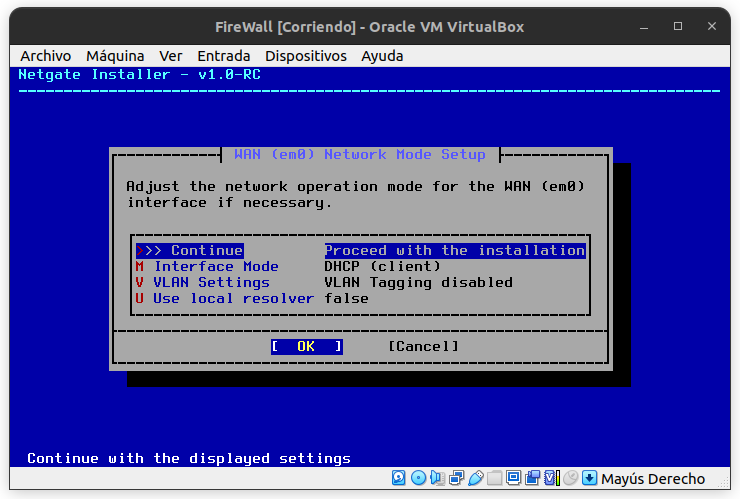 FireWall [Corriendo] - Oracle VM VirtualBox
Archivo Máquina Ver Entrada Dispositivos Ayuda
Netgate Installer - v1.0-RC
WAN (em0) Network Mode Setup
Adjust the network operation mode for the WAN (em0)
interface if necessary.
>>> Continue Proceed with the installation
M Interface Mode DHCP (client)
V VLAN Settings VLAN Tagging disabled
U Use local resolver false
[ OK ] [Cancel]
Continue with the displayed settings
Mayús Derecho